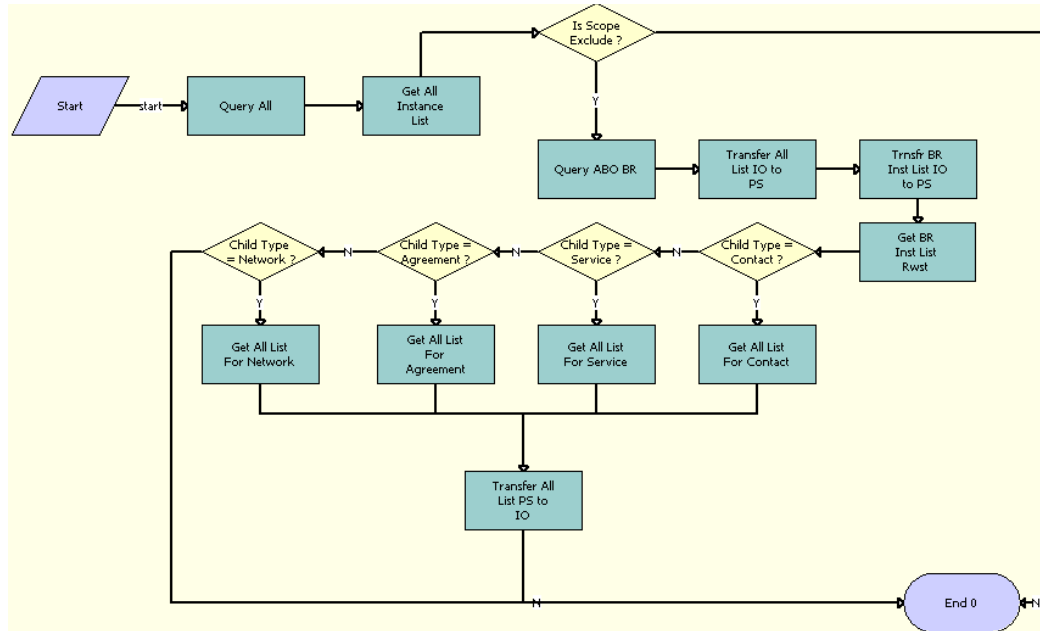 Is Scope
Exclude ?
Start
start
Query All
Get All
Instance
List
Y
Query ABO BR
Transfer All
List IO to
PS
Trnsfr BR
Inst List IO
to PS
Child Type
= Network ?
N
Child Type =
Agreement ?
N
Child Type =
Service ?
N
Child Type =
Contact ?
Get BR
Inst List
Rwst
Y
Y
Y
Y
Get All List
For Network
Get All List
For
Agreement
Get All List
For Service
Get All List
For Contact
Transfer All
List PS to
IO
N
End 0
N